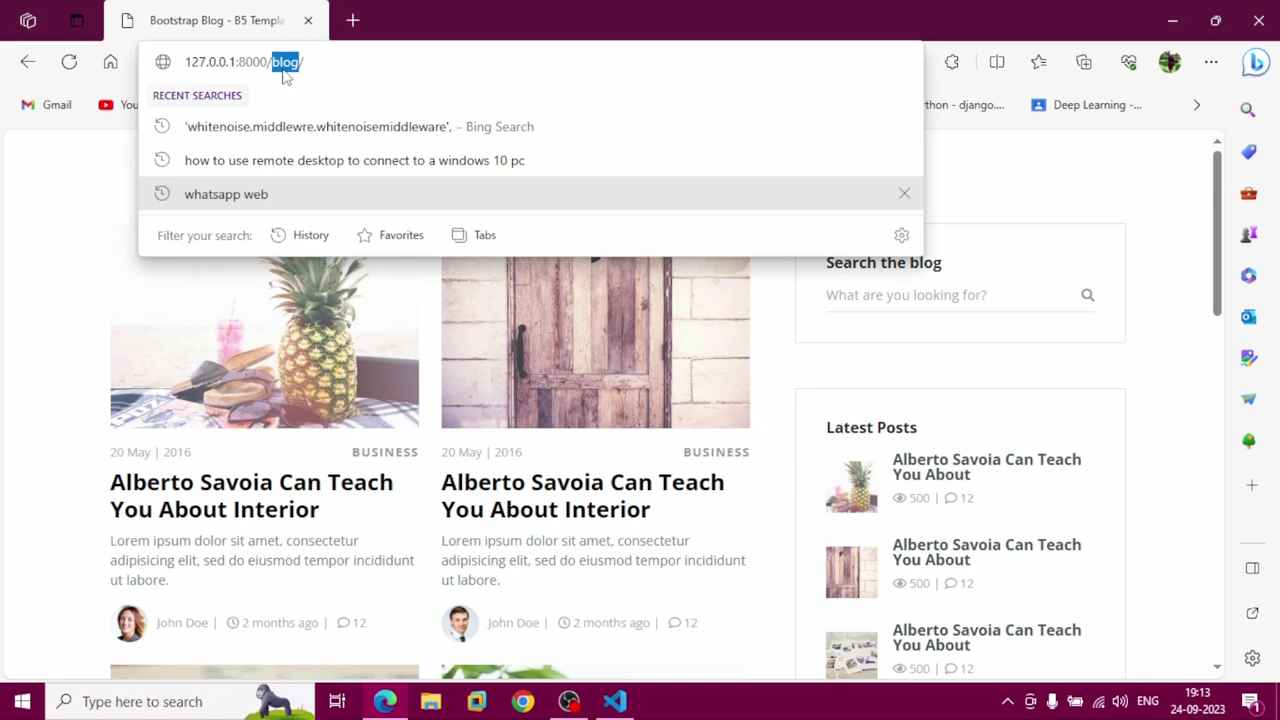 Bootstrap Blog - B5 Templa
127.0.0.1:8000/blog/
Gmail
You
thon - django....
Deep Learning -...
RECENT SEARCHES
'whitenoise.middlewre.whitenoisemiddleware', - Bing Search
how to use remote desktop to connect to a windows 10 pc
whatsapp web
Filter your search:
History
Favorites
Tabs
Search the blog
What are you looking for?
20 May | 2016
BUSINESS
Alberto Savoia Can Teach
You About Interior
Lorem ipsum dolor sit amet, consectetur
adipisicing elit, sed do eiusmod tempor incididunt
ut labore.
John Doe |
2 months ago |
12
20 May | 2016
BUSINESS
Alberto Savoia Can Teach
You About Interior
Lorem ipsum dolor sit amet, consectetur
adipisicing elit, sed do eiusmod tempor incididunt
ut labore.
John Doe |
2 months ago |
12
Latest Posts
Alberto Savoia Can Teach
You About
500 | 12
Alberto Savoia Can Teach
You About
500 | 12
Alberto Savoia Can Teach
You About
500 | 12
Type here to search
ENG
19:13
24-09-2023
1